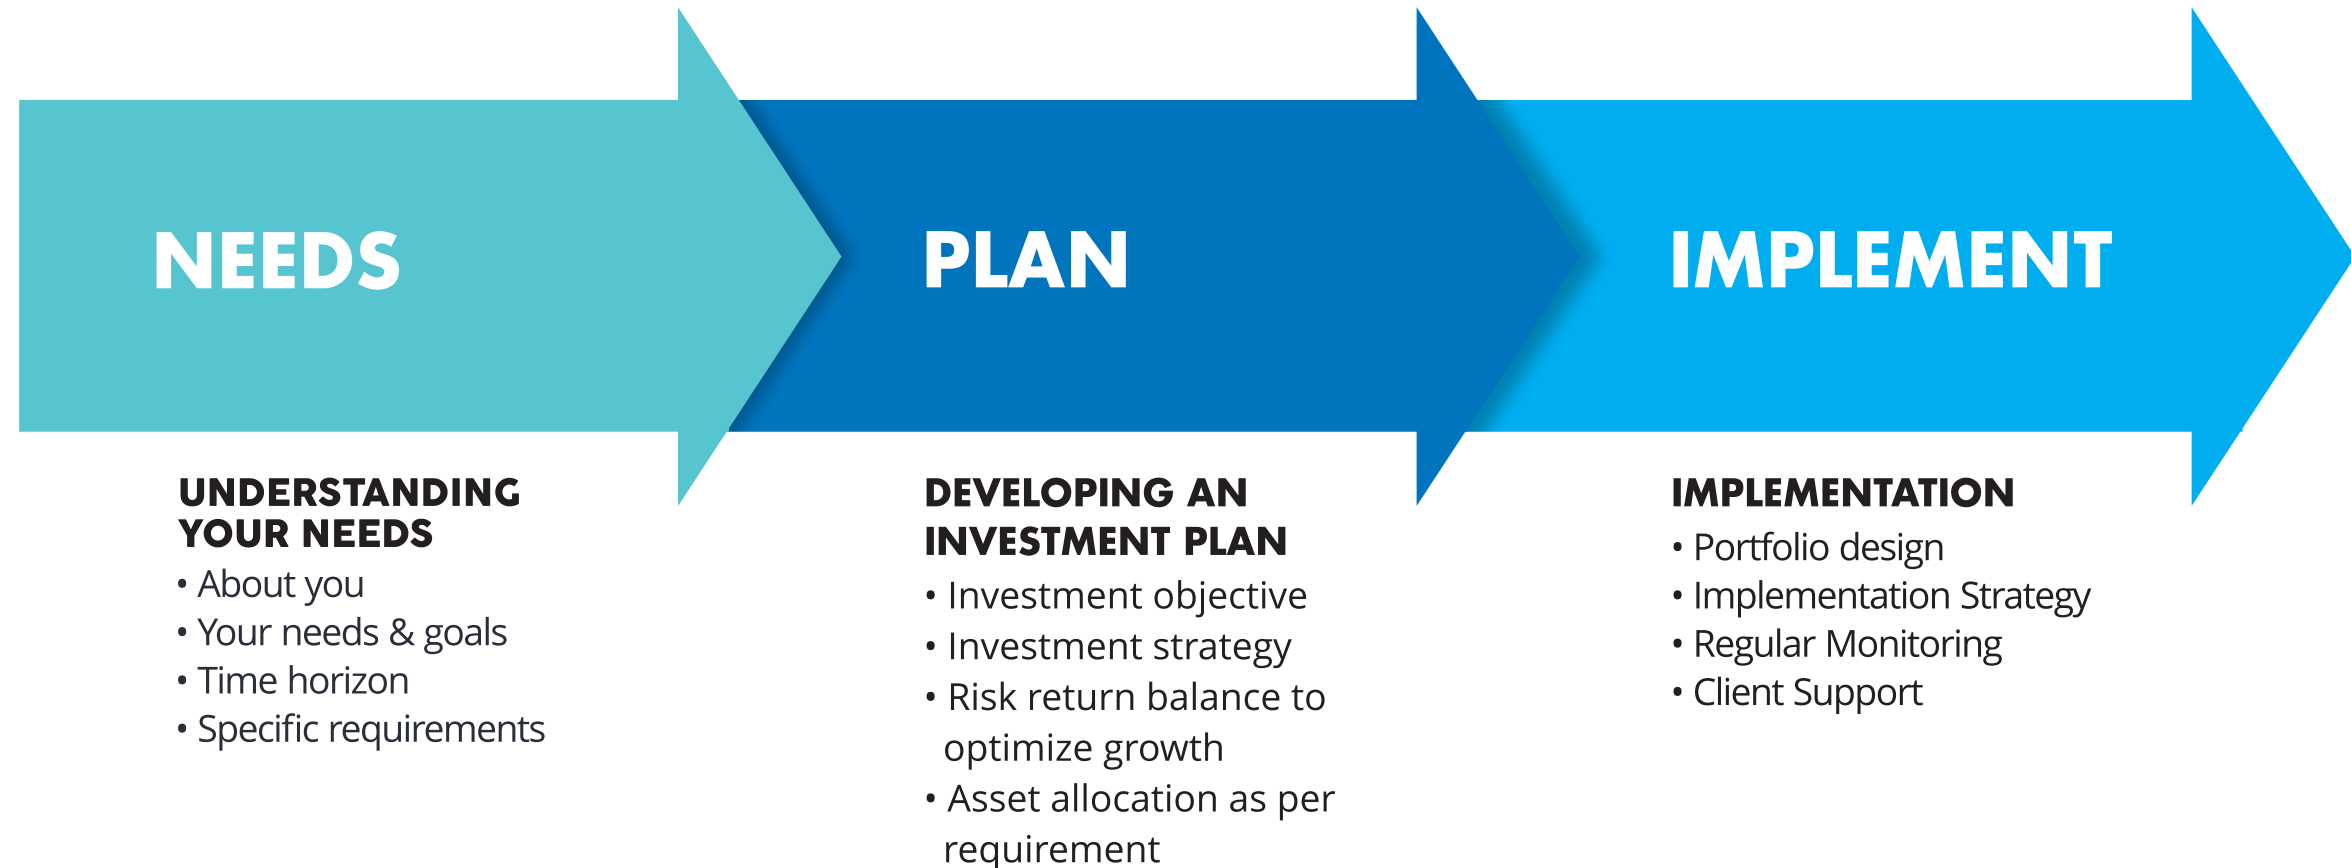 NEEDS
PLAN
IMPLEMENT
UNDERSTANDING
YOUR NEEDS
• About you
• Your needs & goals
• Time horizon
• Specific requirements
DEVELOPING AN
INVESTMENT PLAN
• Investment objective
• Investment strategy
• Risk return balance to
optimize growth
• Asset allocation as per
requirement
IMPLEMENTATION
• Portfolio design
• Implementation Strategy
• Regular Monitoring
• Client Support